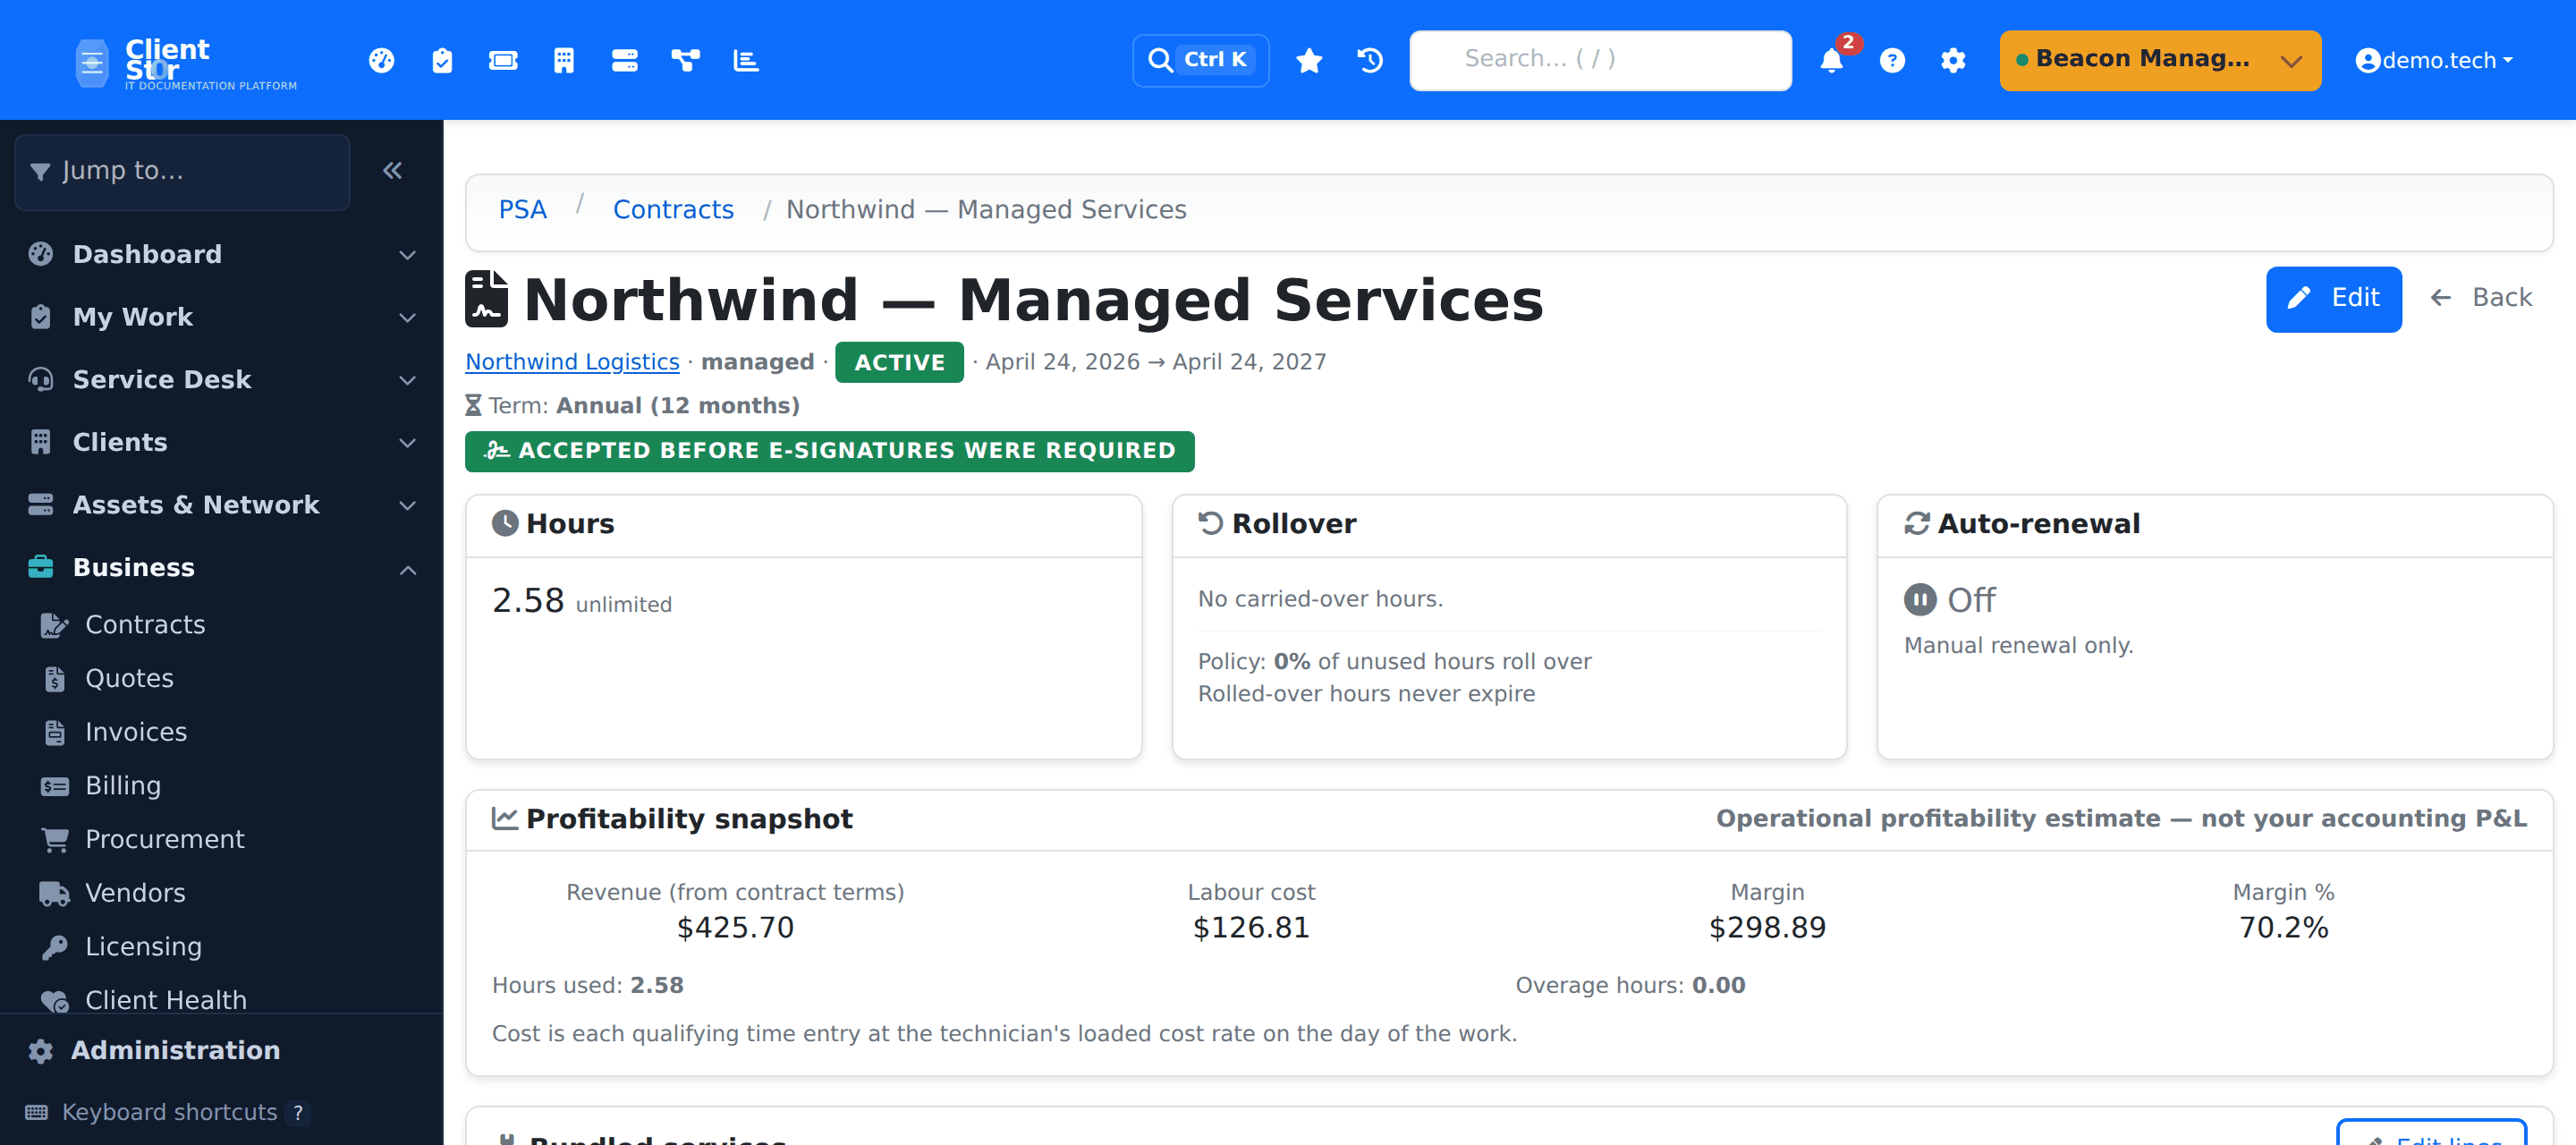 Client
St0r
IT DOCUMENTATION PLATFORM
Ctrl K
Search... ( / )
2
Beacon Manag...
demo.tech
Jump to...
Dashboard
My Work
Service Desk
Clients
Assets & Network
Business
Contracts
Quotes
Invoices
Billing
Procurement
Vendors
Licensing
Client Health
Administration
Keyboard shortcuts ?
PSA / Contracts / Northwind — Managed Services
Northwind — Managed Services
Edit
Back
Northwind Logistics · managed · ACTIVE · April 24, 2026 → April 24, 2027
Term: Annual (12 months)
ACCEPTED BEFORE E-SIGNATURES WERE REQUIRED
Hours
2.58 unlimited
Rollover
No carried-over hours.
Policy: 0% of unused hours roll over
Rolled-over hours never expire
Auto-renewal
Off
Manual renewal only.
Profitability snapshot
Operational profitability estimate — not your accounting P&L
Revenue (from contract terms)
$425.70
Labour cost
$126.81
Margin
$298.89
Margin %
70.2%
Hours used: 2.58
Overage hours: 0.00
Cost is each qualifying time entry at the technician's loaded cost rate on the day of the work.
Bundled services
Edit lines